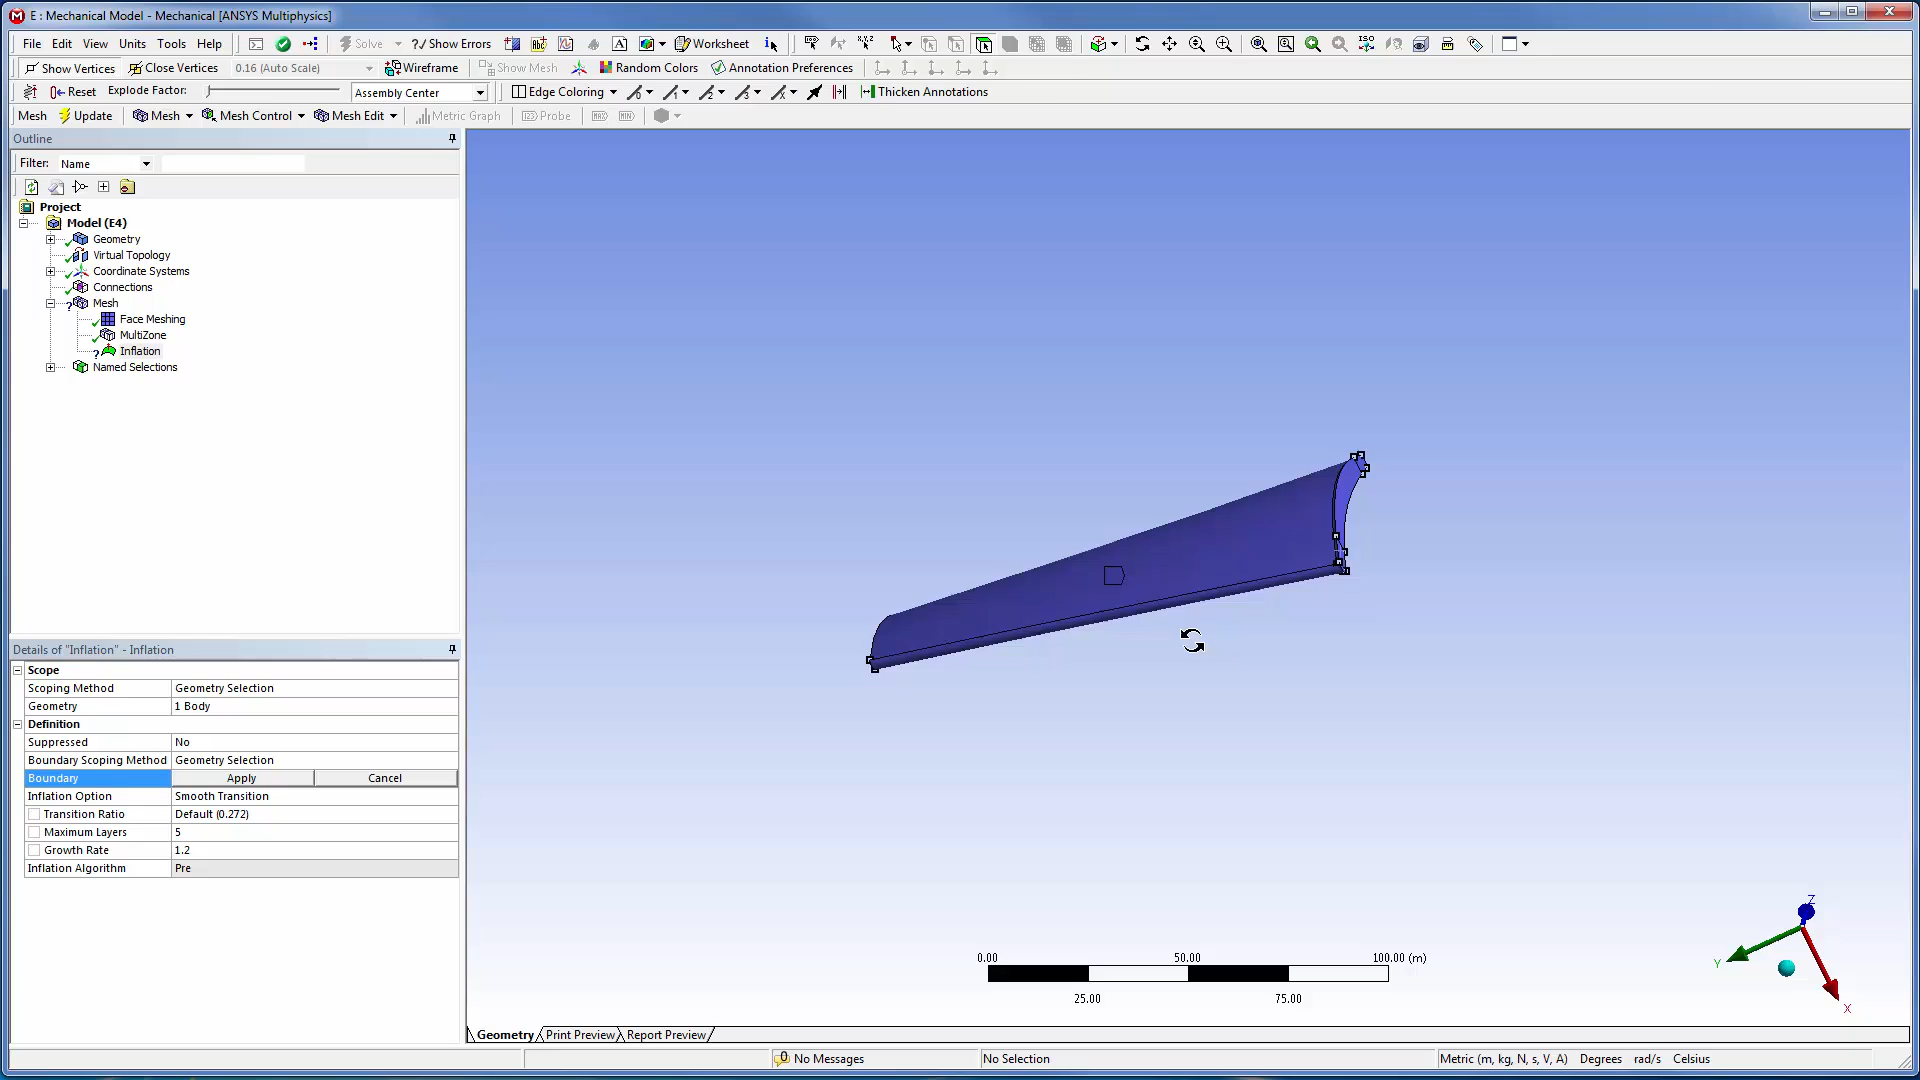 E : Mechanical Model - Mechanical [ANSYS Multiphysics]
File Edit View Units Tools Help Solve ?/ Show Errors Worksheet
Show Vertices Close Vertices 0.16 (Auto Scale) Wireframe Show Mesh Random Colors Annotation Preferences
Reset Explode Factor: Assembly Center Edge Coloring Thicken Annotations
Mesh Update Mesh Mesh Control Mesh Edit Metric Graph Probe
Outline
Filter: Name
Project
Model (E4)
Geometry
Virtual Topology
Coordinate Systems
Connections
Mesh
Face Meshing
MultiZone
Inflation
Named Selections
Details of "Inflation" - Inflation
Scope
Scoping Method Geometry Selection
Geometry 1 Body
Definition
Suppressed No
Boundary Scoping Method Geometry Selection
Boundary Apply Cancel
Inflation Option Smooth Transition
Transition Ratio Default (0.272)
Maximum Layers 5
Growth Rate 1.2
Inflation Algorithm Pre
0.00 50.00 100.00 (m)
25.00 75.00
Z
Y
X
Geometry Print Preview Report Preview
No Messages No Selection Metric (m, kg, N, s, V, A) Degrees rad/s Celsius